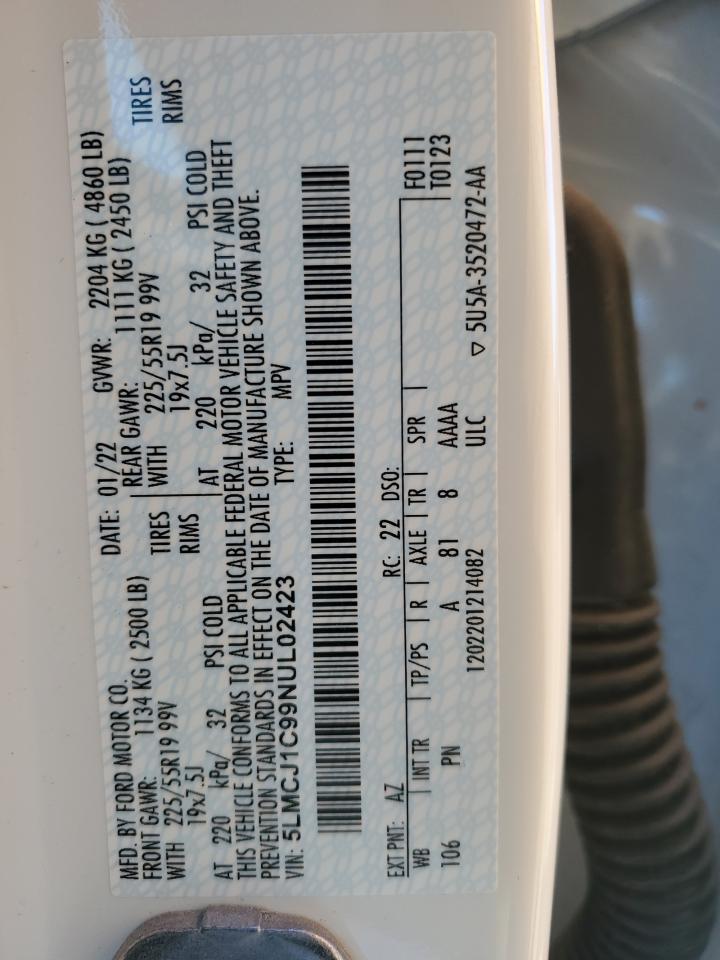 MFD. BY FORD MOTOR CO. DATE: 01/22 GVWR: 2204 KG ( 4860 LB)
FRONT GAWR: 1134 KG ( 2500 LB) REAR GAWR: 1111 KG ( 2450 LB)
WITH 225/55R19 99V TIRES WITH 225/55R19 99V TIRES
19x7.5J RIMS 19x7.5J RIMS
AT 220 kPa/ 32 PSI COLD AT 220 kPa/ 32 PSI COLD
THIS VEHICLE CONFORMS TO ALL APPLICABLE FEDERAL MOTOR VEHICLE SAFETY AND THEFT
PREVENTION STANDARDS IN EFFECT ON THE DATE OF MANUFACTURE SHOWN ABOVE.
VIN: 5LMCJ1C99NUL02423 TYPE: MPV
EXT PNT: AZ RC: 22 DSO:
WB INT TR TP/PS R AXLE TR SPR F0111
106 PN A 81 8 AAAA T0123
1202201214082 ULC ▽ 5U5A-3520472-AA